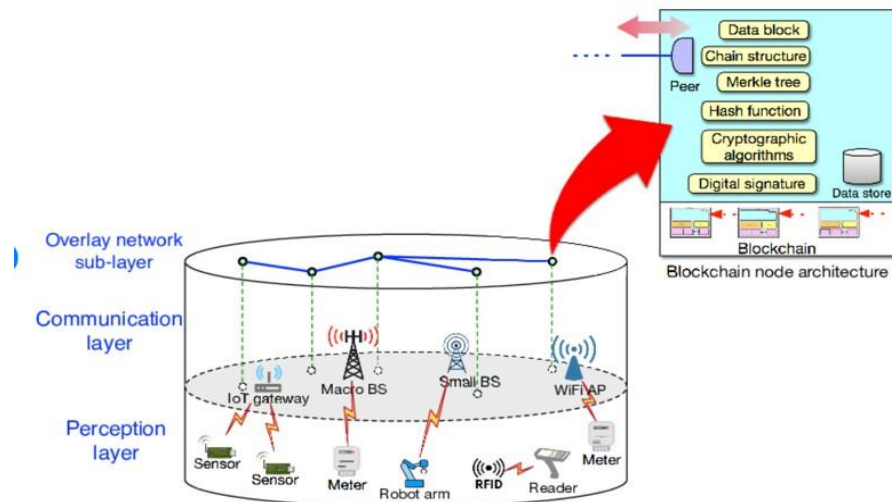 Data block
Chain structure
Peer
Merkle tree
Hash function
Cryptographic
algorithms
Digital signature
Data store
Blockchain
Blockchain node architecture
Overlay network
sub-layer
Communication
layer
Macro BS
Small BS
WiFi AP
IoT gateway
Perception
layer
Sensor
Sensor
Meter
Robot arm
RFID
Reader
Meter